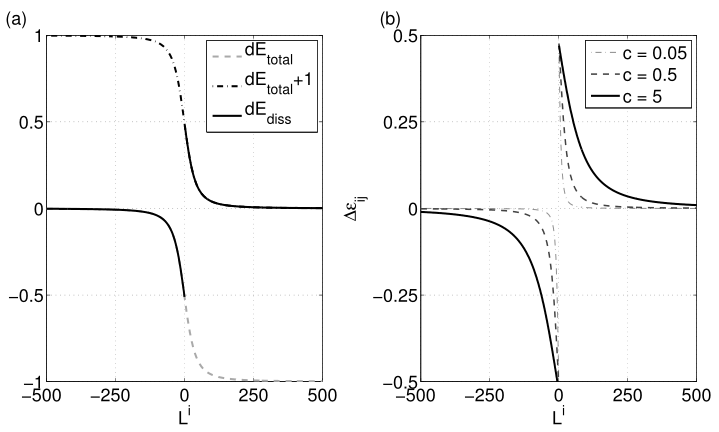 (a)
1
0.5
0
−0.5
−1
−500
−250
0
250
500
L^i
dE_total
dE_total+1
dE_diss
(b)
0.5
0.25
0
−0.25
−0.5
−500
−250
0
250
500
L^i
Δε_ij
c = 0.05
c = 0.5
c = 5